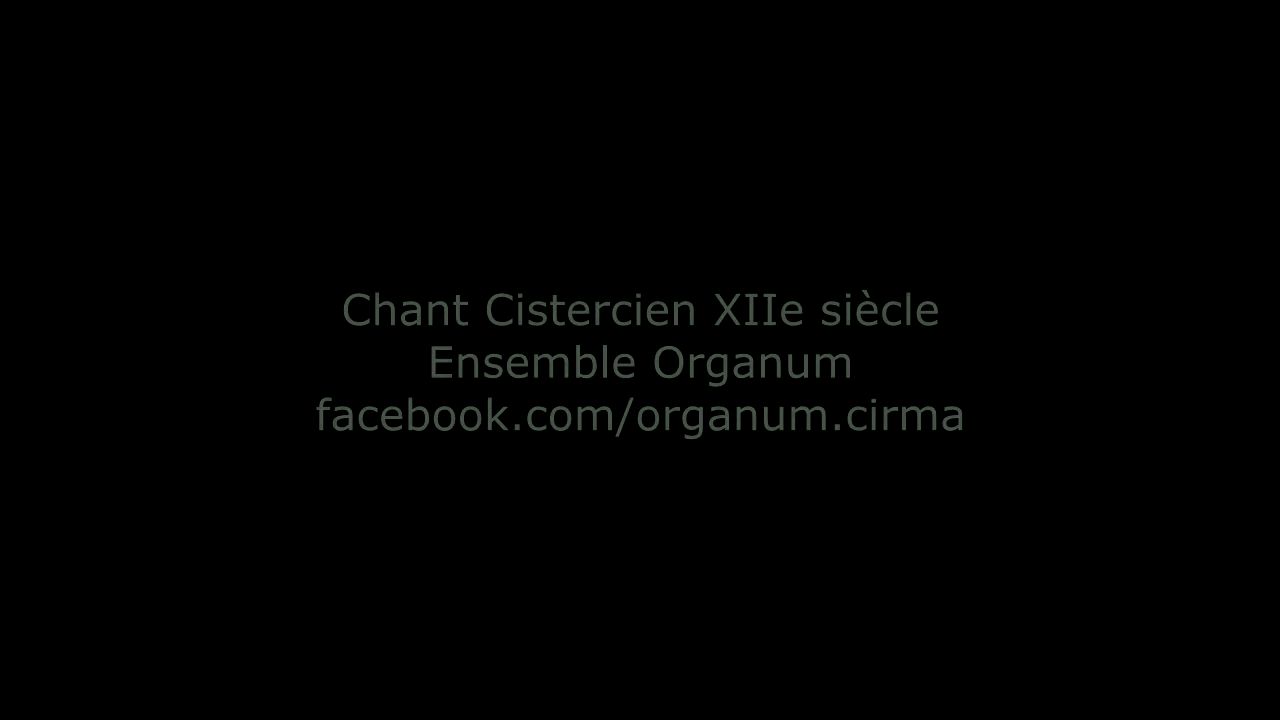 Chant Cistercien XIIe siècle
Ensemble Organum
facebook.com/organum.cirma